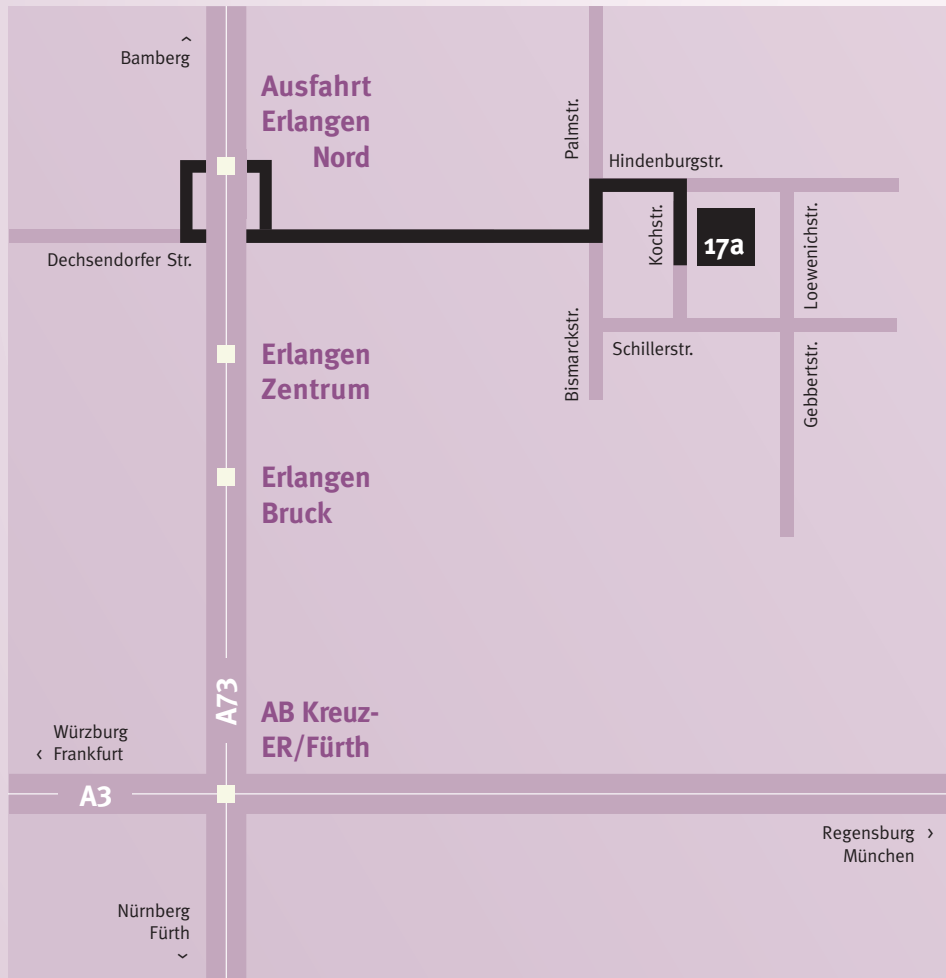 Bamberg
Ausfahrt
Erlangen
Nord
Palmstr.
Hindenburgstr.
Kochstr.
17a
Loewenichstr.
Dechsendorfer Str.
Erlangen
Zentrum
Bismarckstr.
Schillerstr.
Gebbertstr.
Erlangen
Bruck
A73
AB Kreuz-
ER/Fürth
Würzburg
‹ Frankfurt
A3
Regensburg ›
München
Nürnberg
Fürth